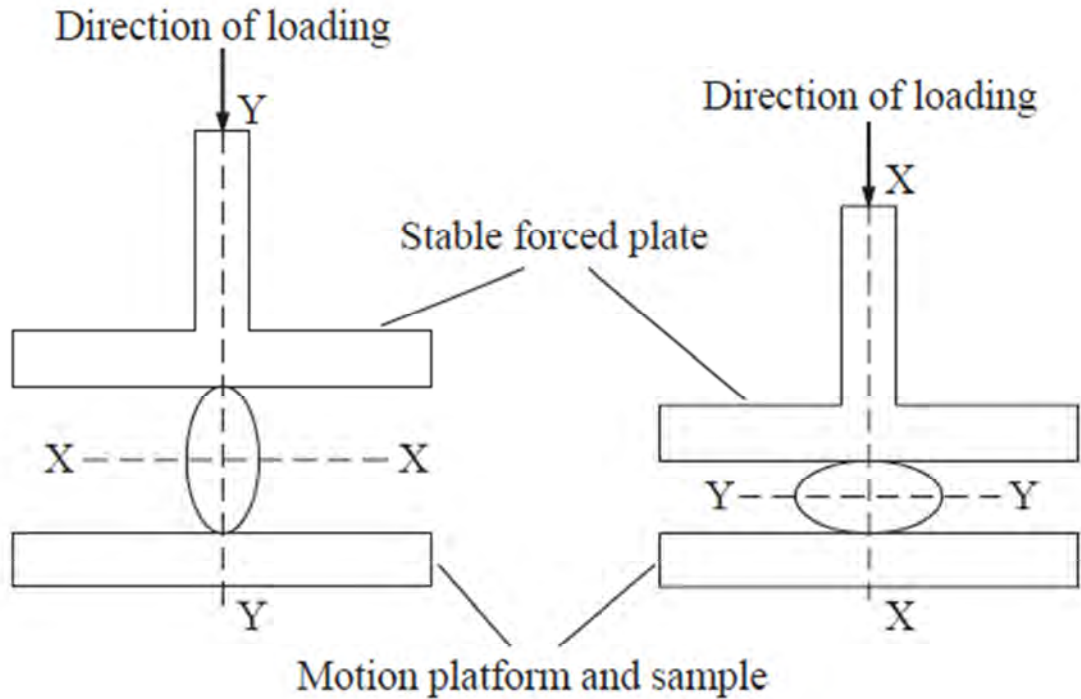 Direction of loading
Y
Direction of loading
X
Stable forced plate
X
X
Y
Y
Y
X
Motion platform and sample